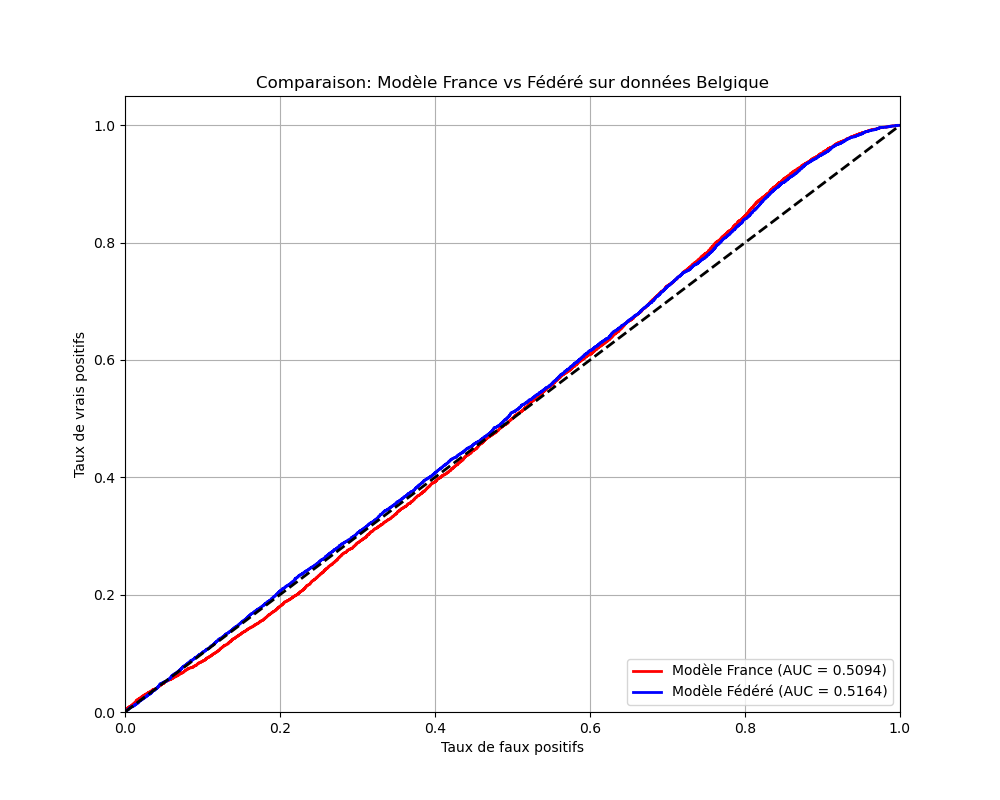 Comparaison: Modèle France vs Fédéré sur données Belgique
1.0
0.8
0.6
0.4
0.2
0.0
Taux de vrais positifs
Modèle France (AUC = 0.5094)
Modèle Fédéré (AUC = 0.5164)
0.0 0.2 0.4 0.6 0.8 1.0
Taux de faux positifs